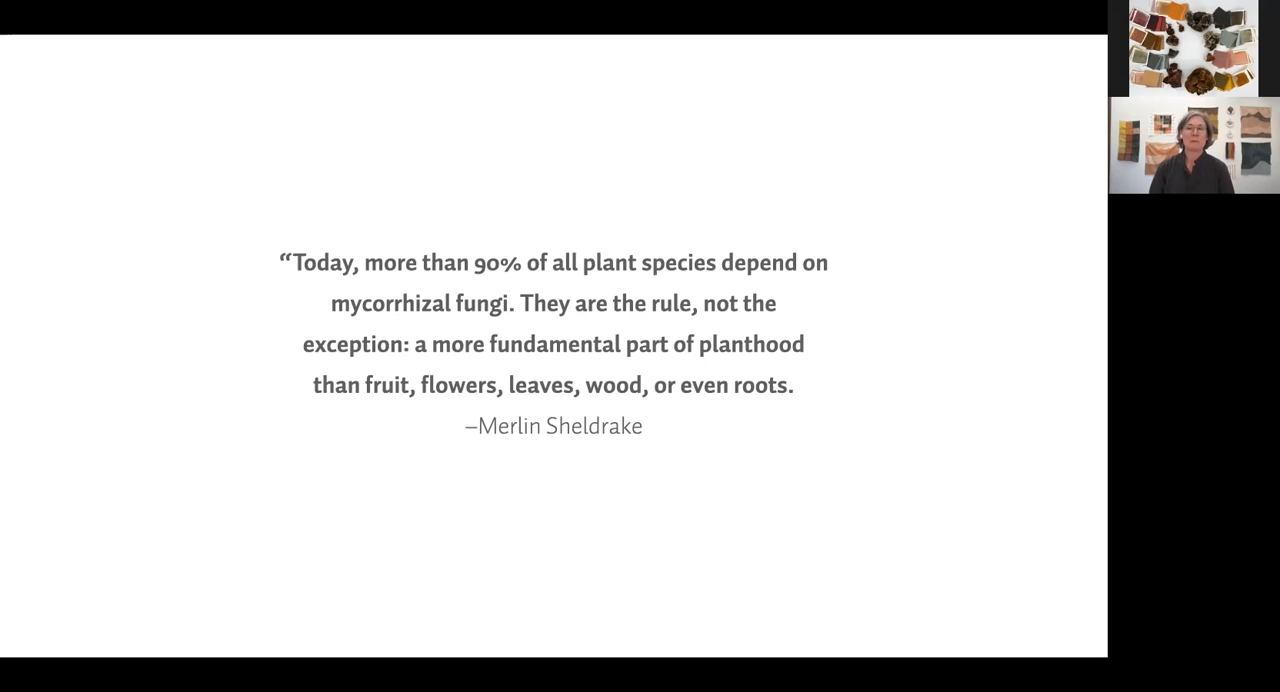 “Today, more than 90% of all plant species depend on
mycorrhizal fungi. They are the rule, not the
exception: a more fundamental part of planthood
than fruit, flowers, leaves, wood, or even roots.
–Merlin Sheldrake